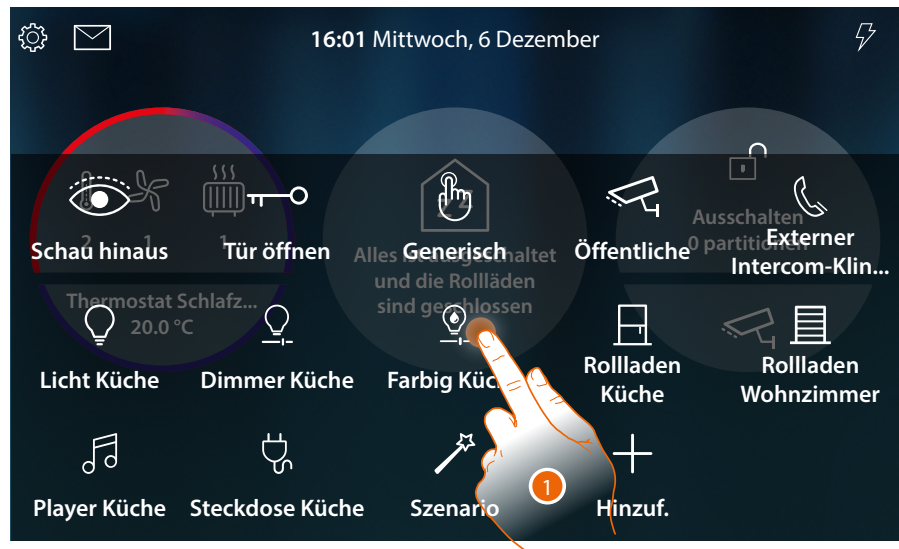 16:01 Mittwoch, 6 Dezember
Schau hinaus
Tür öffnen
Generisch
Öffentliche
Externer
Intercom-Klin...
2
1
1
Alles ist ausgeschaltet
und die Rollläden
sind geschlossen
Ausschalten
0 partitionen
Thermostat Schlafz...
20.0 °C
Licht Küche
Dimmer Küche
Farbig Küc
Rollladen
Küche
Rollladen
Wohnzimmer
Player Küche
Steckdose Küche
Szenario
1
Hinzuf.